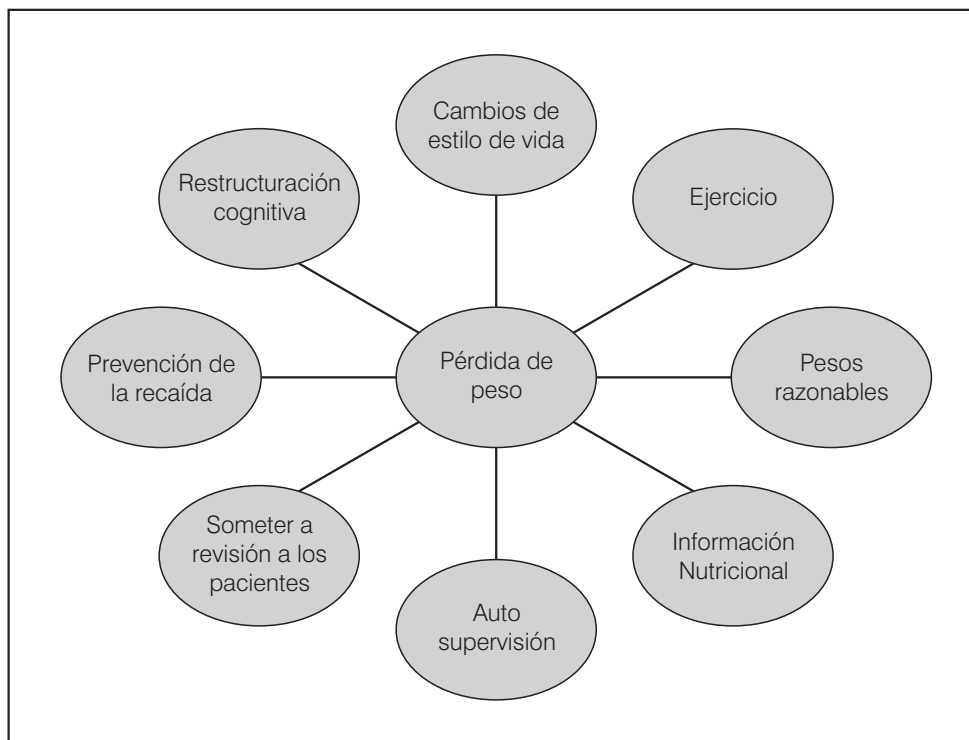 Cambios de
estilo de vida
Restructuración
cognitiva
Ejercicio
Prevención de
la recaída
Pérdida de
peso
Pesos
razonables
Someter a
revisión a los
pacientes
Información
Nutricional
Auto
supervisión